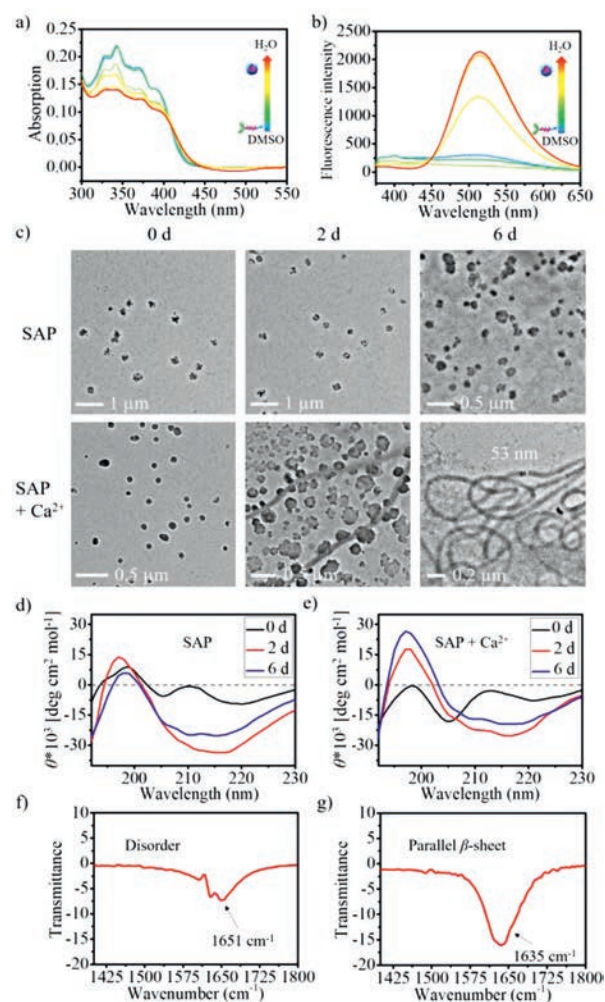 a)
b)
0.25
0.20
0.15
0.10
0.05
0.00
300 350 400 450 500 550
Wavelength (nm)
Absorption
H₂O
DMSO
2500
2000
1500
1000
500
0
400 450 500 550 600 650
Wavelength (nm)
Fluorescence intensity
H₂O
DMSO
c)
0 d
2 d
6 d
SAP
1 µm
1 µm
0.5 µm
SAP
+ Ca²⁺
0.5 µm
53 nm
0.2 µm
d)
e)
SAP
0 d
2 d
6 d
30
15
0
-15
-30
200 210 220 230
Wavelength (nm)
θ*10³ [deg cm² mol⁻¹]
SAP + Ca²⁺
0 d
2 d
6 d
30
15
0
-15
-30
200 210 220 230
Wavelength (nm)
θ*10³ [deg cm² mol⁻¹]
f)
g)
10
5
0
-5
-10
-15
-20
Disorder
1651 cm⁻¹
1425 1500 1575 1650 1725 1800
Wavenumber (cm⁻¹)
Transmittance
10
5
0
-5
-10
-15
-20
Parallel β-sheet
1635 cm⁻¹
1425 1500 1575 1650 1725 1800
Wavenumber (cm⁻¹)
Transmittance